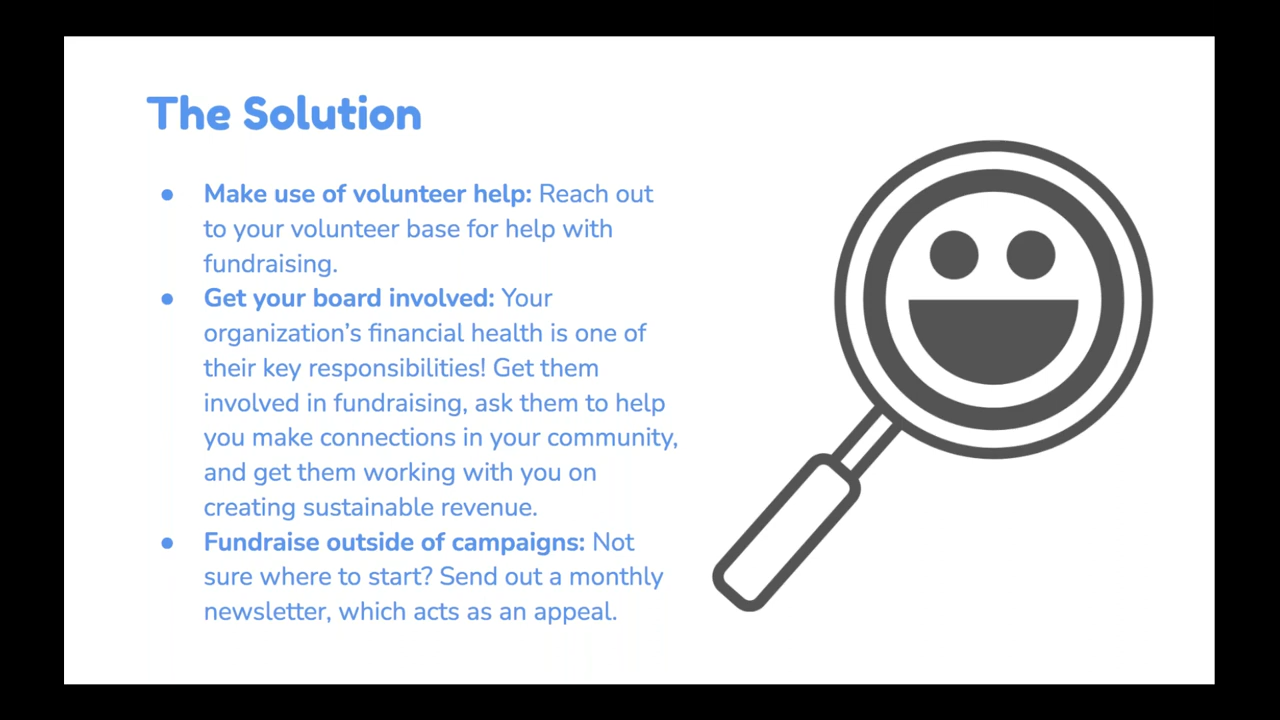 The Solution
● Make use of volunteer help: Reach out
to your volunteer base for help with
fundraising.
● Get your board involved: Your
organization’s financial health is one of
their key responsibilities! Get them
involved in fundraising, ask them to help
you make connections in your community,
and get them working with you on
creating sustainable revenue.
● Fundraise outside of campaigns: Not
sure where to start? Send out a monthly
newsletter, which acts as an appeal.